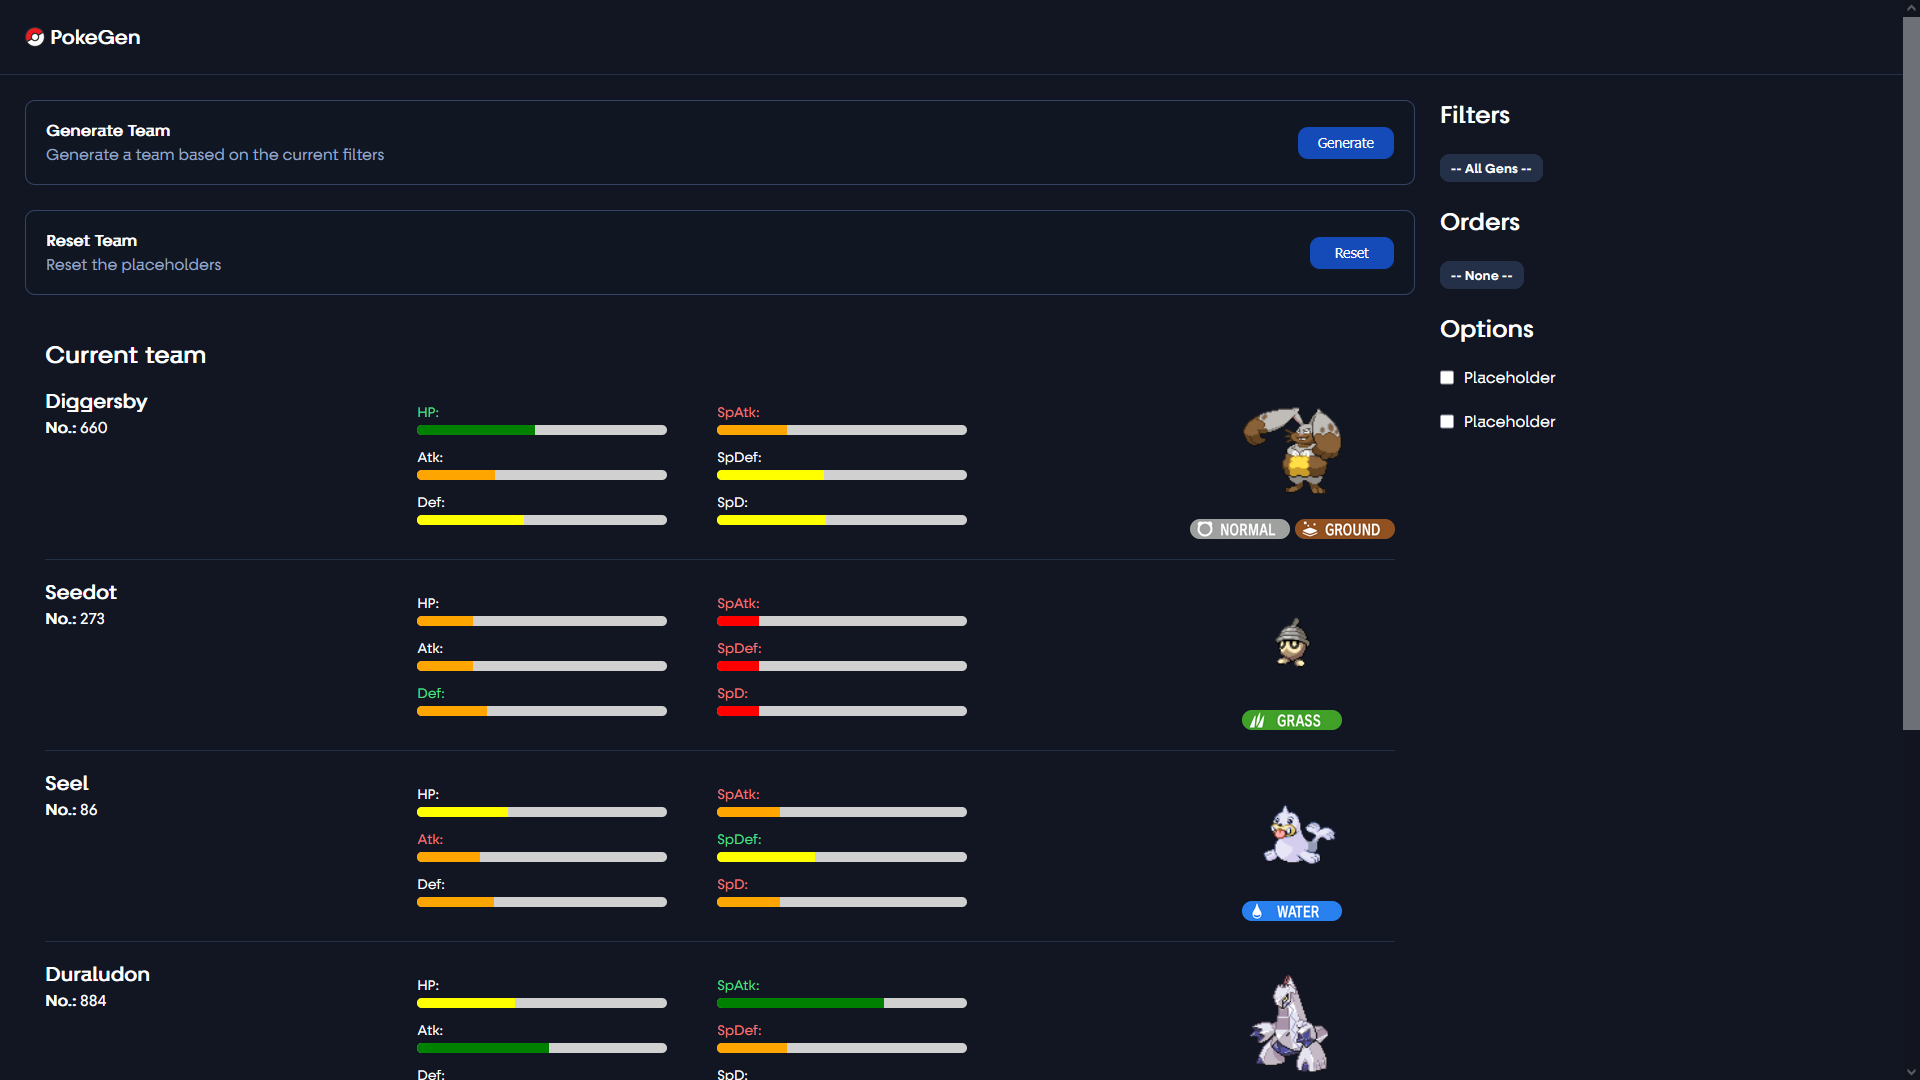 PokeGen
Generate Team
Generate a team based on the current filters
Generate
Reset Team
Reset the placeholders
Reset
Current team
Diggersby
No.: 660
HP:
Atk:
Def:
SpAtk:
SpDef:
SpD:
NORMAL
GROUND
Seedot
No.: 273
HP:
Atk:
Def:
SpAtk:
SpDef:
SpD:
GRASS
Seel
No.: 86
HP:
Atk:
Def:
SpAtk:
SpDef:
SpD:
WATER
Duraludon
No.: 884
HP:
Atk:
Def:
SpAtk:
SpDef:
SpD:
Filters
-- All Gens --
Orders
-- None --
Options
Placeholder
Placeholder